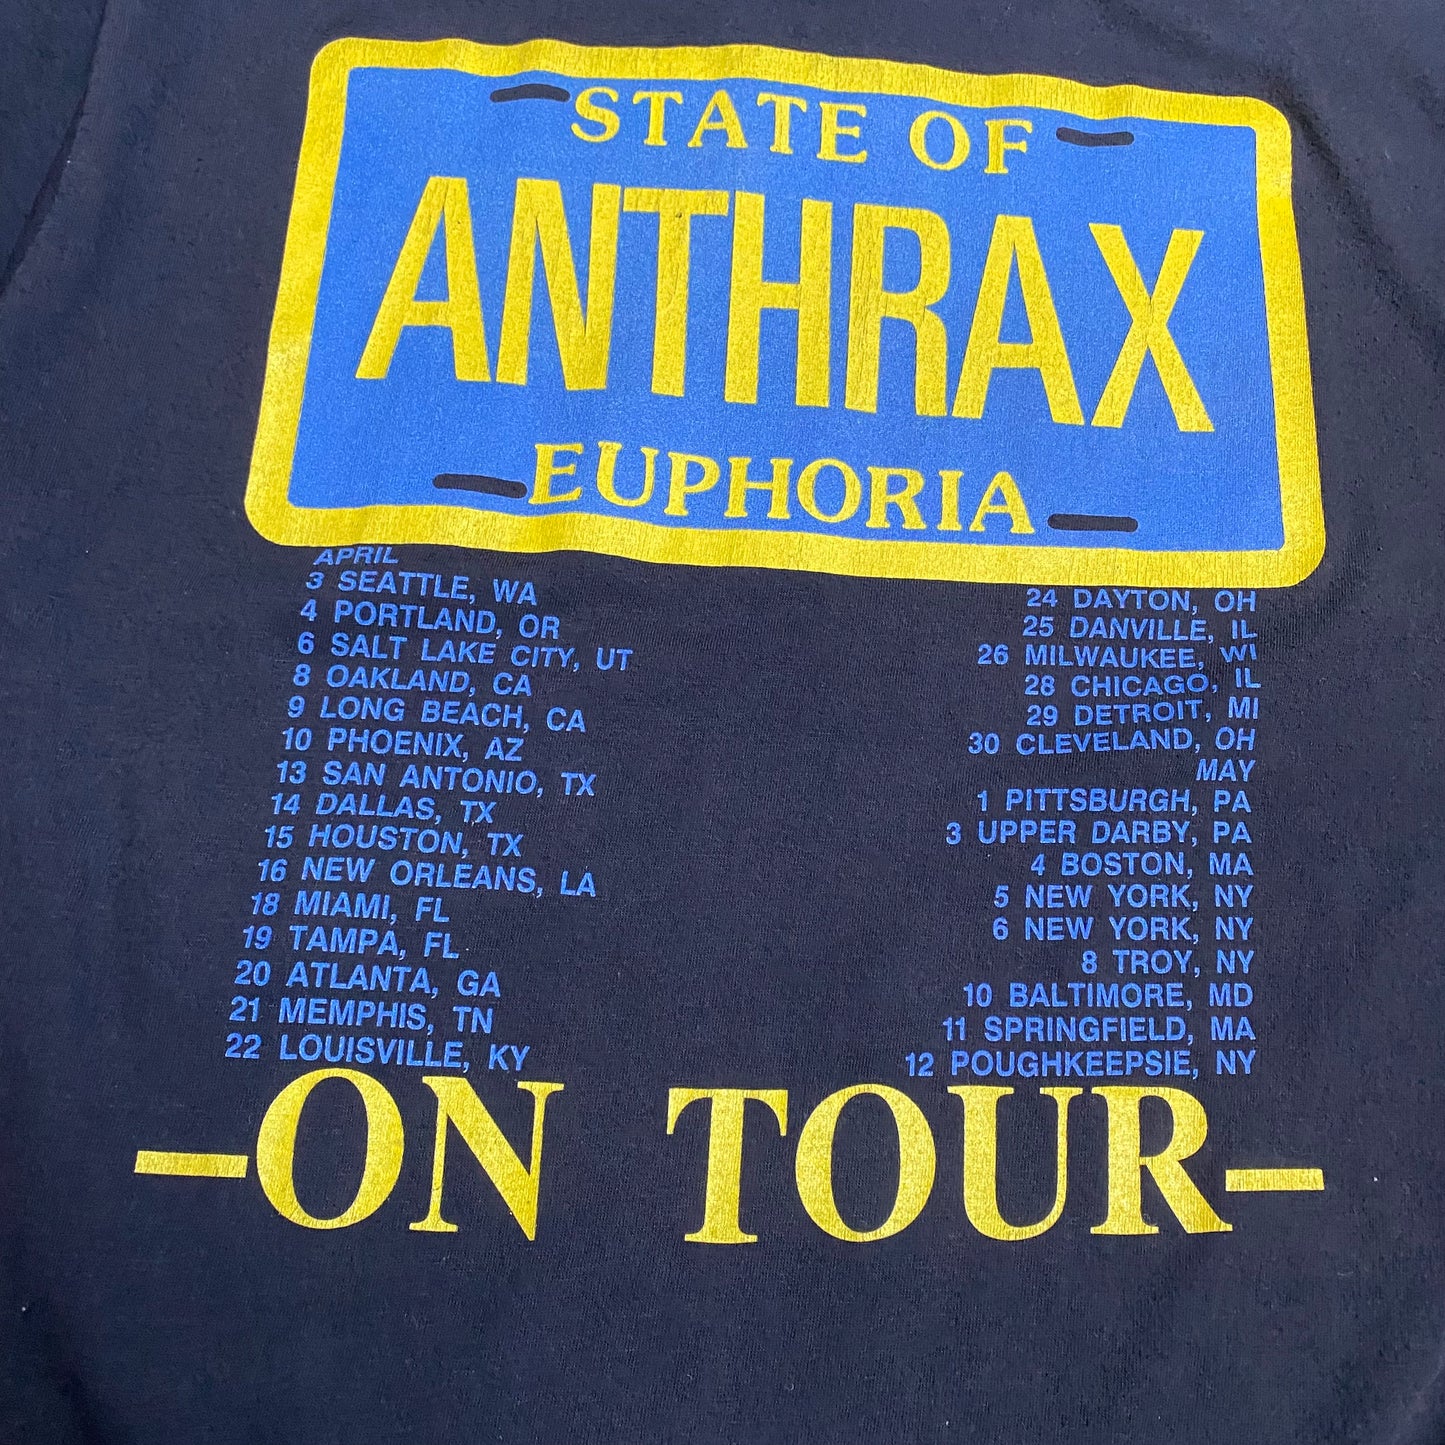 STATE OF
ANTHRAX
EUPHORIA
APRIL
3 SEATTLE, WA
4 PORTLAND, OR
6 SALT LAKE CITY, UT
8 OAKLAND, CA
9 LONG BEACH, CA
10 PHOENIX, AZ
13 SAN ANTONIO, TX
14 DALLAS, TX
15 HOUSTON, TX
16 NEW ORLEANS, LA
18 MIAMI, FL
19 TAMPA, FL
20 ATLANTA, GA
21 MEMPHIS, TN
22 LOUISVILLE, KY
24 DAYTON, OH
25 DANVILLE, IL
26 MILWAUKEE, WI
28 CHICAGO, IL
29 DETROIT, MI
30 CLEVELAND, OH
MAY
1 PITTSBURGH, PA
3 UPPER DARBY, PA
4 BOSTON, MA
5 NEW YORK, NY
6 NEW YORK, NY
8 TROY, NY
10 BALTIMORE, MD
11 SPRINGFIELD, MA
12 POUGHKEEPSIE, NY
–ON TOUR–